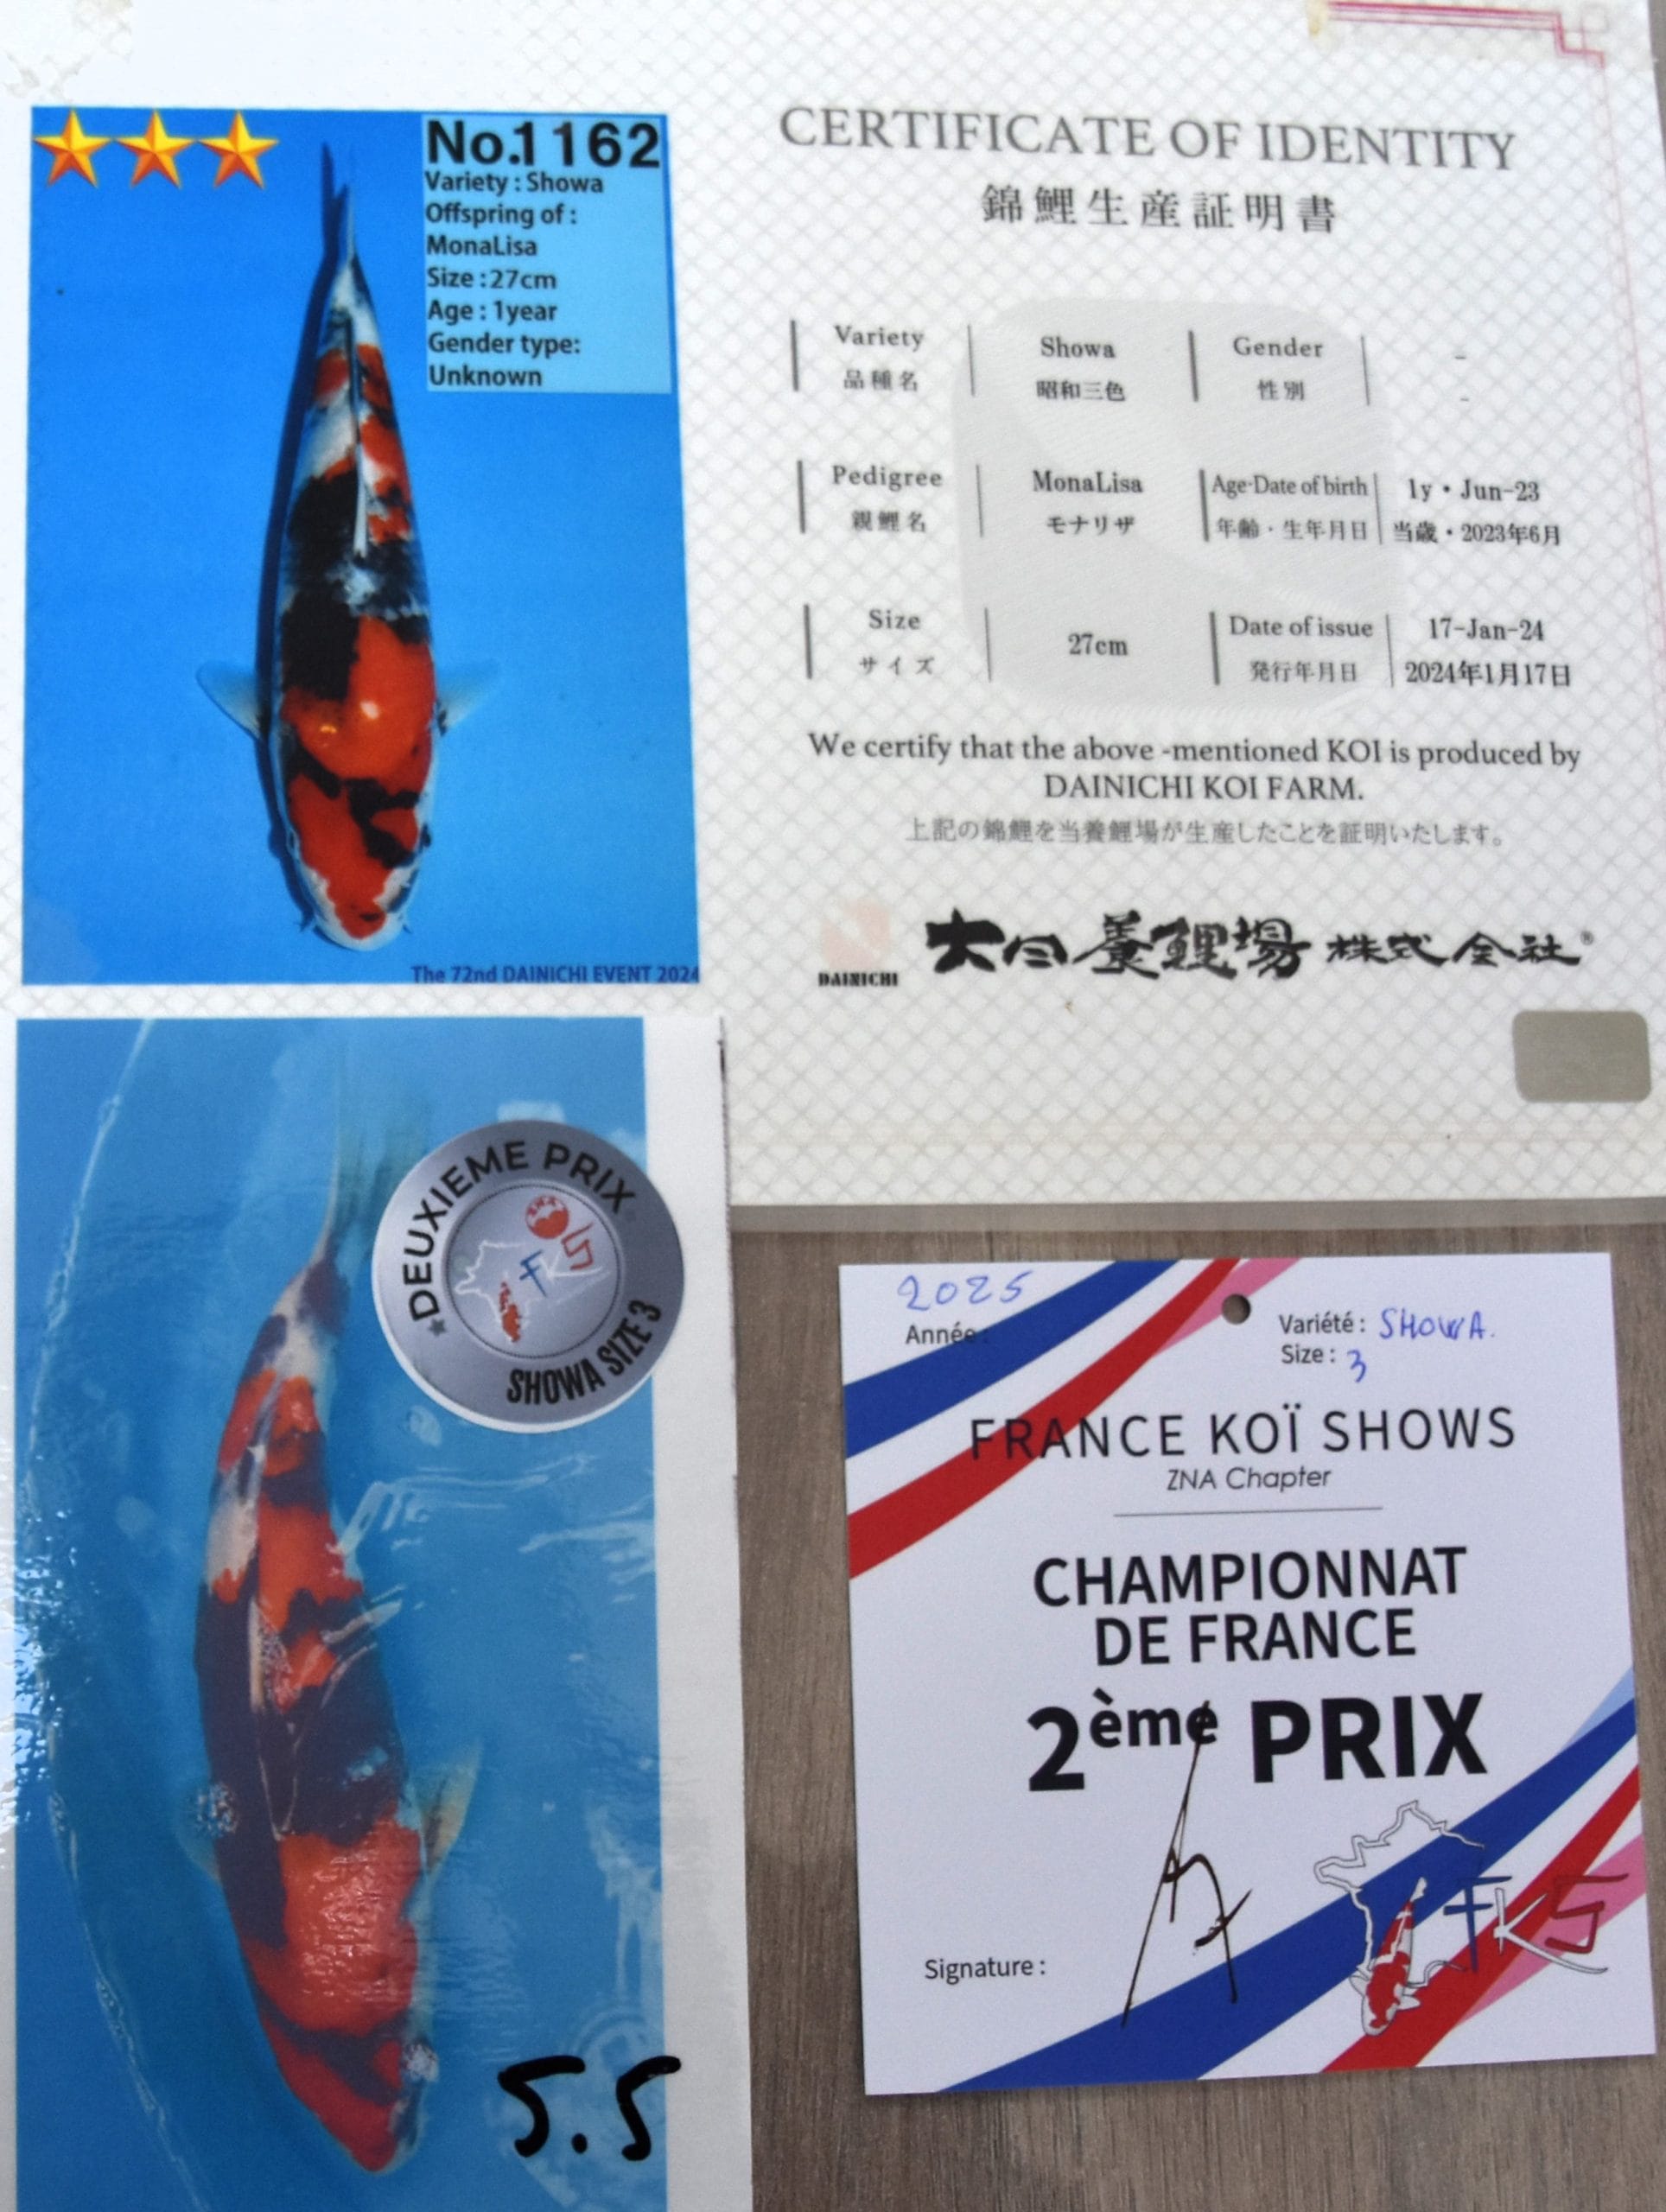 No.1162
Variety : Showa
Offspring of :
MonaLisa
Size : 27cm
Age : 1year
Gender type:
Unknown
The 72nd DAINICHI EVENT 2024
CERTIFICATE OF IDENTITY
錦鯉生産証明書
Variety Showa Gender -
品種名 昭和三色 性別 -
Pedigree MonaLisa Age·Date of birth 1y・Jun-23
親鯉名 モナリザ 年齢・生年月日 当歳・2023年6月
Size 27cm Date of issue 17-Jan-24
サイズ 発行年月日 2024年1月17日
We certify that the above -mentioned KOI is produced by
DAINICHI KOI FARM.
上記の錦鯉を当養鯉場が生産したことを証明いたします。
DAINICHI
大日養鯉場 株式会社®
DEUXIEME PRIX
ZNA
FKS
SHOWA SIZE 3
5.5
2025
Année :
Variété : SHOWA.
Size : 3
FRANCE KOÏ SHOWS
ZNA Chapter
CHAMPIONNAT
DE FRANCE
2ème PRIX
Signature :
FKS